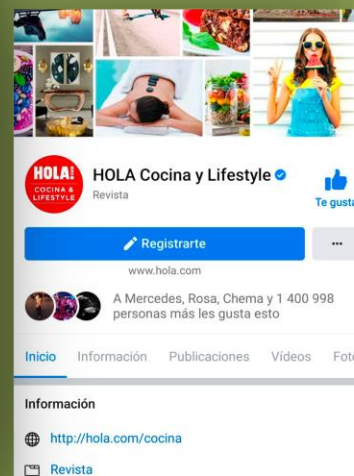 HOLA!
COCINA &
LIFESTYLE
HOLA Cocina y Lifestyle
Revista
Te gusta
Registrarte
www.hola.com
A Mercedes, Rosa, Chema y 1 400 998
personas más les gusta esto
Inicio Información Publicaciones Vídeos Foto
Información
http://hola.com/cocina
Revista